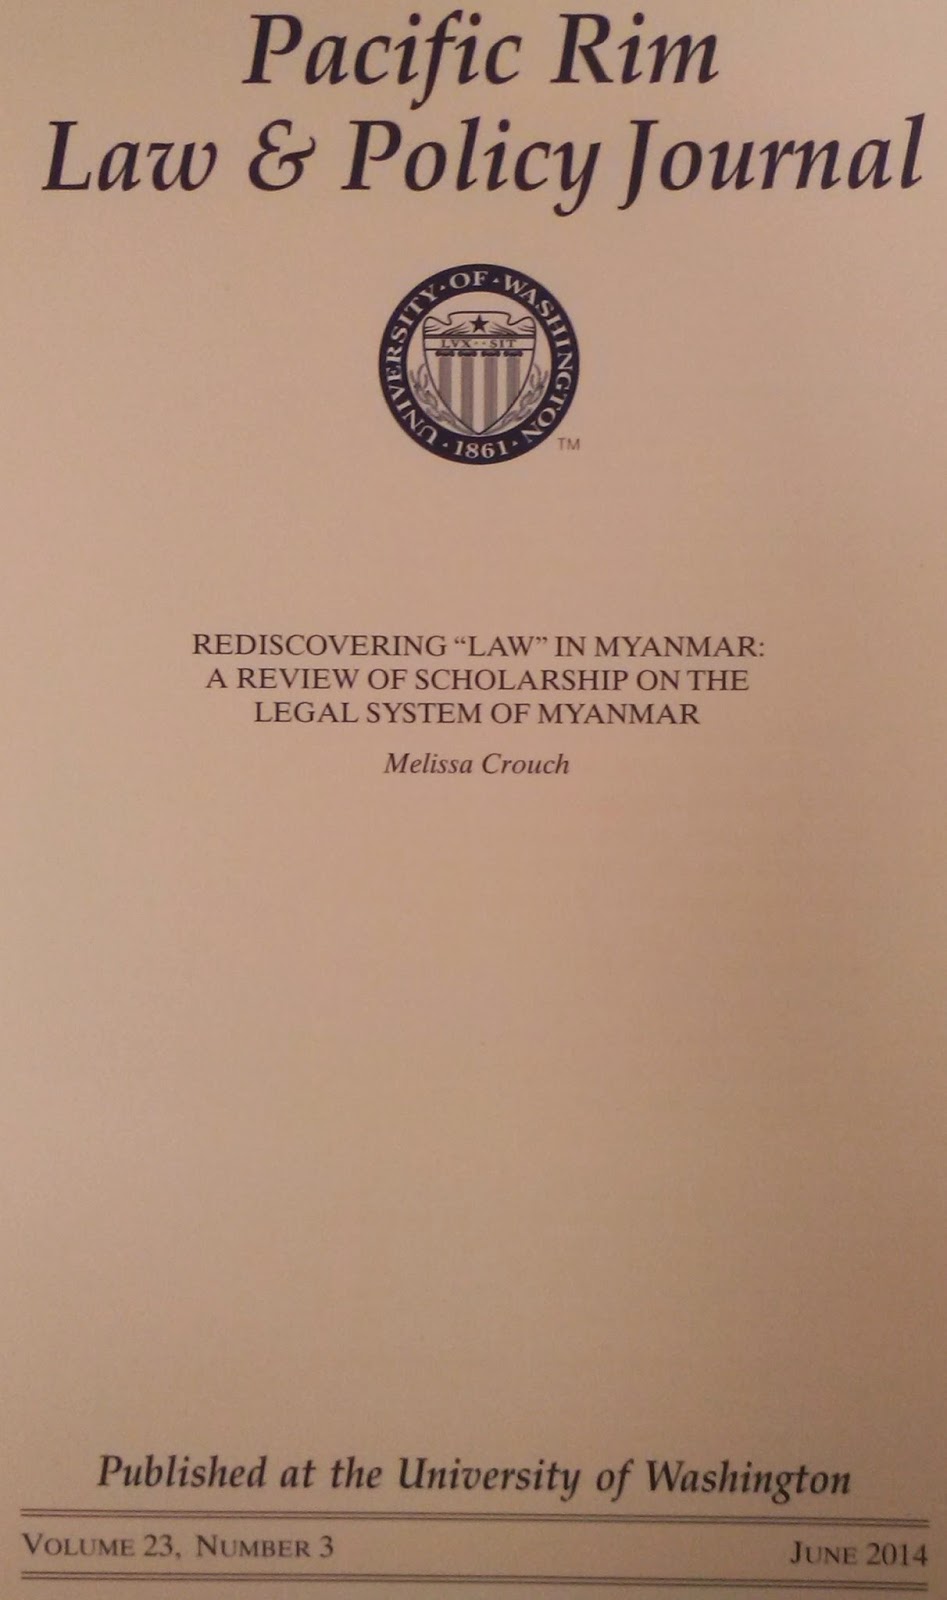 Pacific Rim
Law & Policy Journal
UNIVERSITY · OF · WASHINGTON
LVX · · SIT
· 1861 ·
TM
REDISCOVERING “LAW” IN MYANMAR:
A REVIEW OF SCHOLARSHIP ON THE
LEGAL SYSTEM OF MYANMAR
Melissa Crouch
Published at the University of Washington
VOLUME 23, NUMBER 3
JUNE 2014